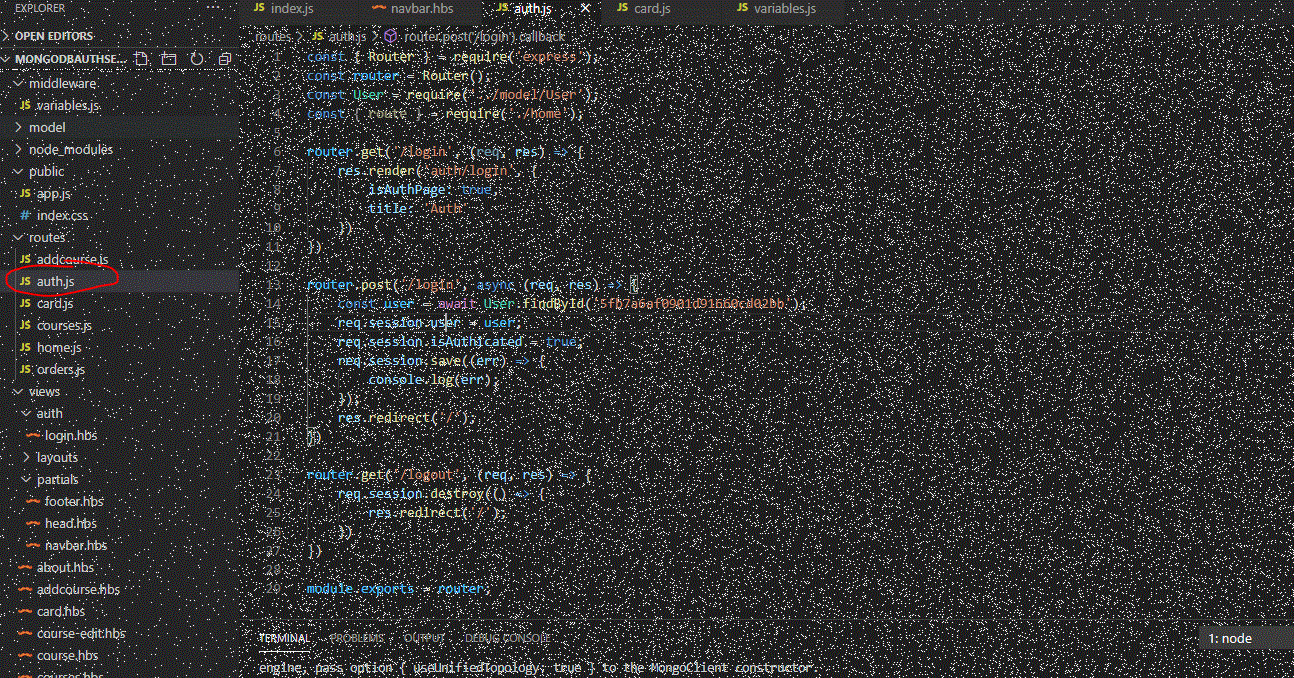 EXPLORER ...
OPEN EDITORS
MONGODBAUTHSE...
middleware
JS variables.js
model
node_modules
public
JS app.js
# index.css
routes
JS addcourse.js
JS auth.js
JS card.js
JS courses.js
JS home.js
JS orders.js
views
auth
login.hbs
layouts
partials
footer.hbs
head.hbs
navbar.hbs
about.hbs
addcourse.hbs
card.hbs
course-edit.hbs
course.hbs
courses.hbs
JS index.js navbar.hbs JS auth.js × JS card.js JS variables.js
routes > JS auth.js > router.post('/login') callback
1 const { Router } = require('express');
2 const router = Router();
3 const User = require('../model/User');
4 const { route } = require('./home');
5
6 router.get('/login', (req, res) => {
7 res.render('auth/login', {
8 isAuthPage: true,
9 title: 'Auth'
10 })
11 })
12
13 router.post('/login', async (req, res) => {
14 const user = await User.findById(
15 req.session.user = user;
16 req.session.isAuthicated = true;
17 req.session.save((err) => {
18 console.log(err);
19 });
20 res.redirect('/');
21 })
22
23 router.get('/logout', (req, res) => {
24 req.session.destroy(() => {
25 res.redirect('/');
26 })
27 })
28
29 module.exports = router;
TERMINAL PROBLEMS OUTPUT DEBUG CONSOLE 1: node
engine, pass option { useUnifiedTopology: true } to the MongoClient constructor.